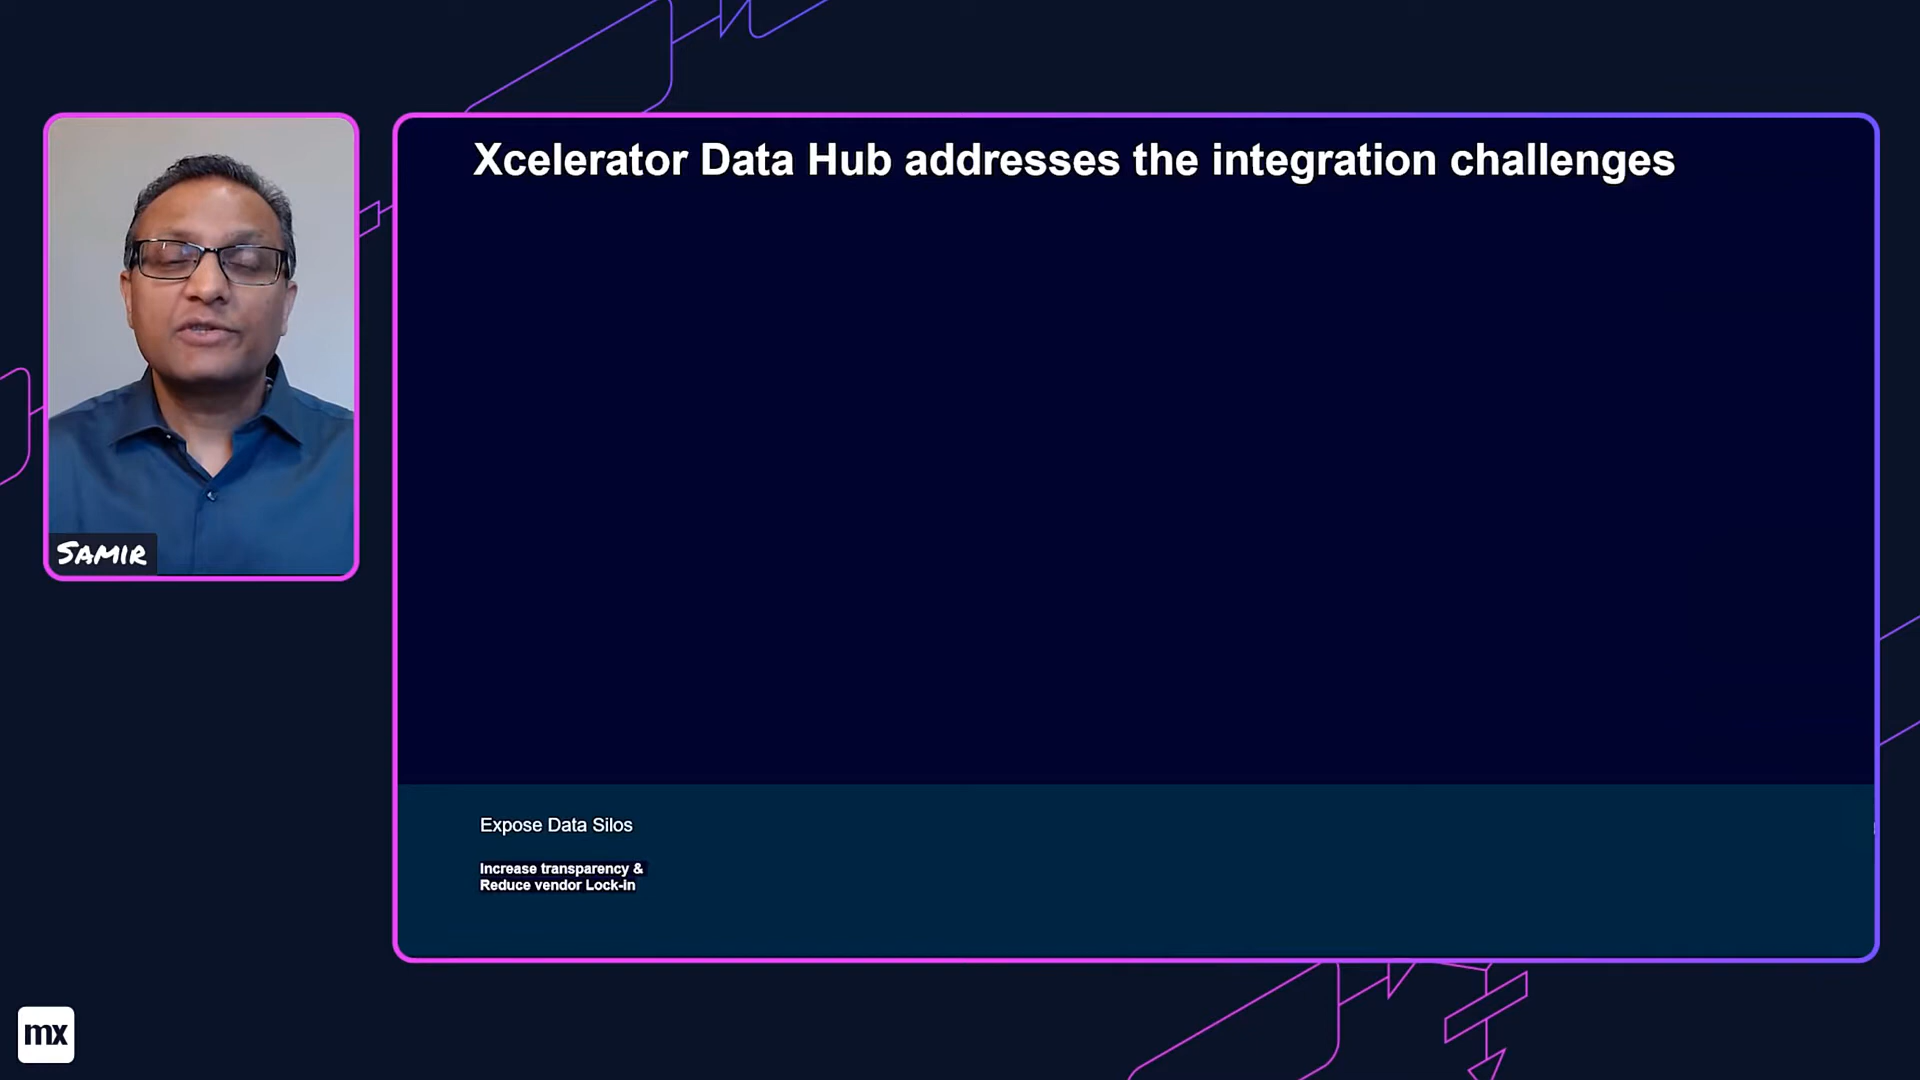 Xcelerator Data Hub addresses the integration challenges
SAMIR
Expose Data Silos
Increase transparency &
Reduce vendor Lock-in
mx